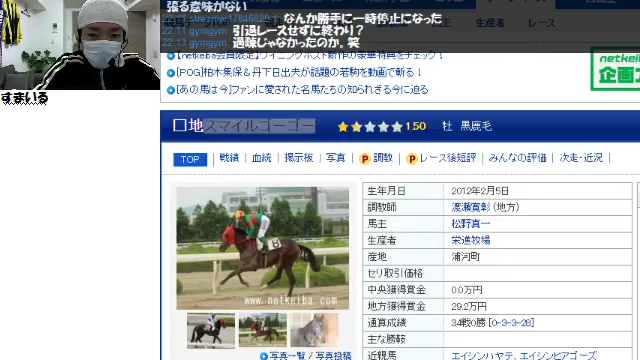 張る意味がない
22:11 streamer17846829-1 なんか勝手に一時停止になった
22:11 gymgym 引退レースせずに終わり?
22:13 gymgym 過疎じゃなかったのか。笑
[netkeiba会員限定]ウイニングポスト新作の豪華特典をチェック!
[POG]柏木集保&丹下日出夫が話題の若駒を動画で斬る!
[あの馬は今]ファンに愛された名馬たちの知られざる今に迫る
netkeiba
企画
すまいる
□地スマイルゴーゴー 1.50 牡 黒鹿毛
TOP | 戦績 | 血統 | 掲示板 | 写真 | P 調教 | P レース後短評 | みんなの評価 | 次走・近況 |
生年月日 2012年2月5日
調教師 渡瀬寛彰 (地方)
馬主 松野真一
生産者 栄進牧場
産地 浦河町
セリ取引価格
中央獲得賞金 0.0万円
地方獲得賞金 29.2万円
通算成績 34戦0勝 [0-3-3-28]
主な勝鞍
近親馬 エイシンハヤテ、エイシンビアゴーズ
8
www.netkeiba.com
写真一覧 / 写真投稿